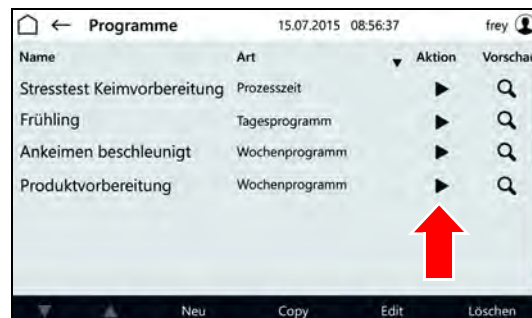 Programme 15.07.2015 08:56:37 frey
Name Art Aktion Vorschau
Stresstest Keimvorbereitung Prozesszeit
Frühling Tagesprogramm
Ankeimen beschleunigt Wochenprogramm
Produktvorbereitung Wochenprogramm
Neu Copy Edit Löschen